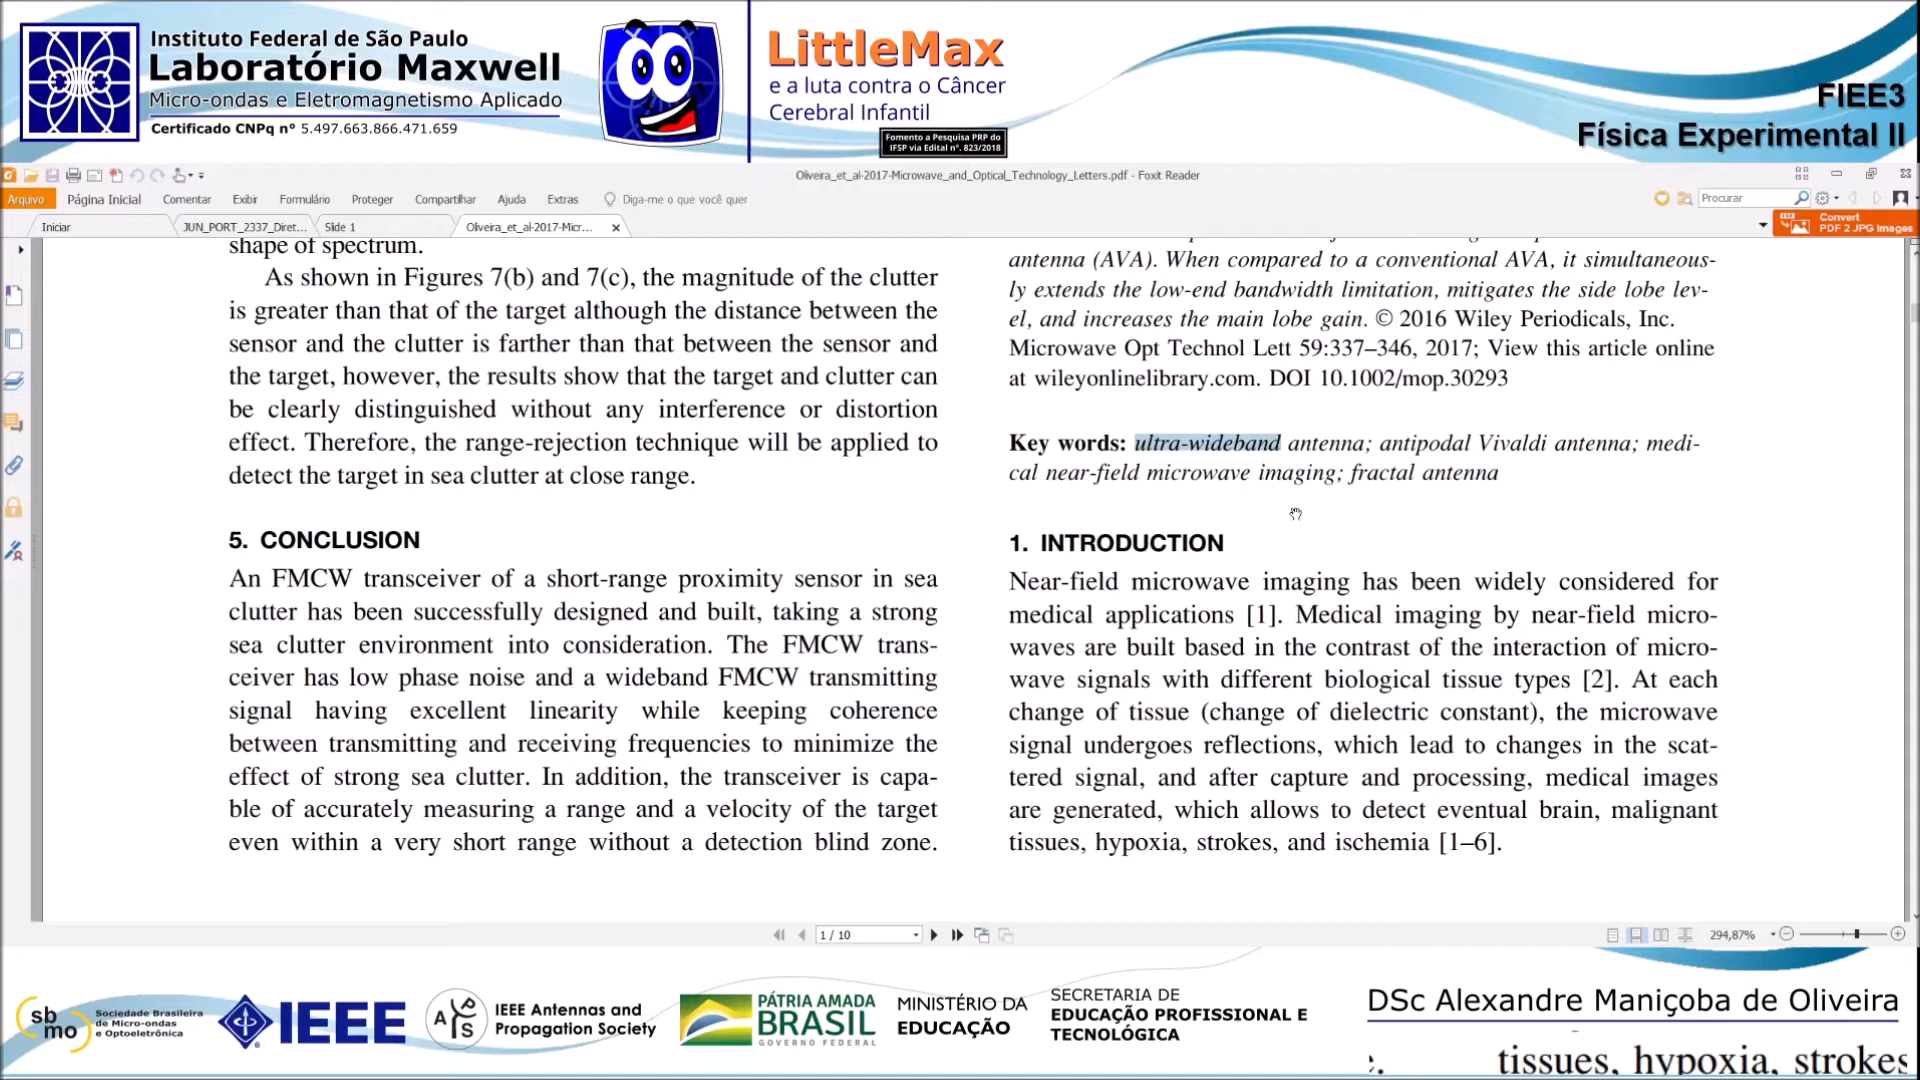 Instituto Federal de São Paulo
Laboratório Maxwell
Micro-ondas e Eletromagnetismo Aplicado
Certificado CNPq nº 5.497.663.866.471.659
LittleMax
e a luta contra o Câncer
Cerebral Infantil
Fomento a Pesquisa PRP do
IFSP via Edital nº. 823/2018
FIEE3
Física Experimental II
Oliveira_et_al-2017-Microwave_and_Optical_Technology_Letters.pdf - Foxit Reader
Arquivo Página Inicial Comentar Exibir Formulário Proteger Compartilhar Ajuda Extras Diga-me o que você quer Procurar
Iniciar JUN_PORT_2337_Diret... Slide 1 Oliveira_et_al-2017-Micr...
Convert
PDF 2 JPG Images
shape of spectrum.
As shown in Figures 7(b) and 7(c), the magnitude of the clutter
is greater than that of the target although the distance between the
sensor and the clutter is farther than that between the sensor and
the target, however, the results show that the target and clutter can
be clearly distinguished without any interference or distortion
effect. Therefore, the range-rejection technique will be applied to
detect the target in sea clutter at close range.
5. CONCLUSION
An FMCW transceiver of a short-range proximity sensor in sea
clutter has been successfully designed and built, taking a strong
sea clutter environment into consideration. The FMCW trans-
ceiver has low phase noise and a wideband FMCW transmitting
signal having excellent linearity while keeping coherence
between transmitting and receiving frequencies to minimize the
effect of strong sea clutter. In addition, the transceiver is capa-
ble of accurately measuring a range and a velocity of the target
even within a very short range without a detection blind zone.
antenna (AVA). When compared to a conventional AVA, it simultaneous-
ly extends the low-end bandwidth limitation, mitigates the side lobe lev-
el, and increases the main lobe gain. © 2016 Wiley Periodicals, Inc.
Microwave Opt Technol Lett 59:337–346, 2017; View this article online
at wileyonlinelibrary.com. DOI 10.1002/mop.30293
Key words: ultra-wideband antenna; antipodal Vivaldi antenna; medi-
cal near-field microwave imaging; fractal antenna
1. INTRODUCTION
Near-field microwave imaging has been widely considered for
medical applications [1]. Medical imaging by near-field micro-
waves are built based in the contrast of the interaction of micro-
wave signals with different biological tissue types [2]. At each
change of tissue (change of dielectric constant), the microwave
signal undergoes reflections, which lead to changes in the scat-
tered signal, and after capture and processing, medical images
are generated, which allows to detect eventual brain, malignant
tissues, hypoxia, strokes, and ischemia [1–6].
1 / 10
294,87%
sb
mo
Sociedade Brasileira
de Micro-ondas
e Optoeletrônica
IEEE
APS
IEEE Antennas and
Propagation Society
PÁTRIA AMADA
BRASIL
GOVERNO FEDERAL
MINISTÉRIO DA
EDUCAÇÃO
SECRETARIA DE
EDUCAÇÃO PROFISSIONAL E
TECNOLÓGICA
DSc Alexandre Maniçoba de Oliveira
tissues, hypoxia, strokes